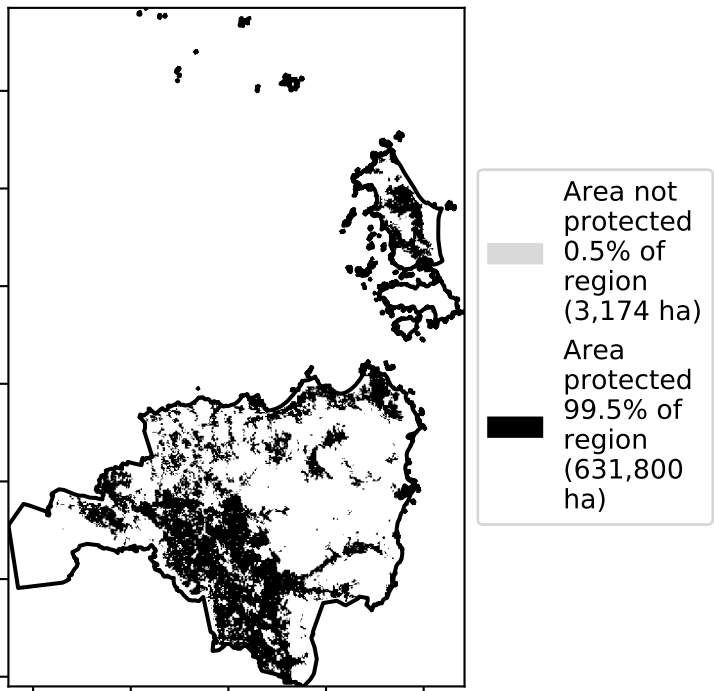 Area not
protected
0.5% of
region
(3,174 ha)
Area
protected
99.5% of
region
(631,800
ha)